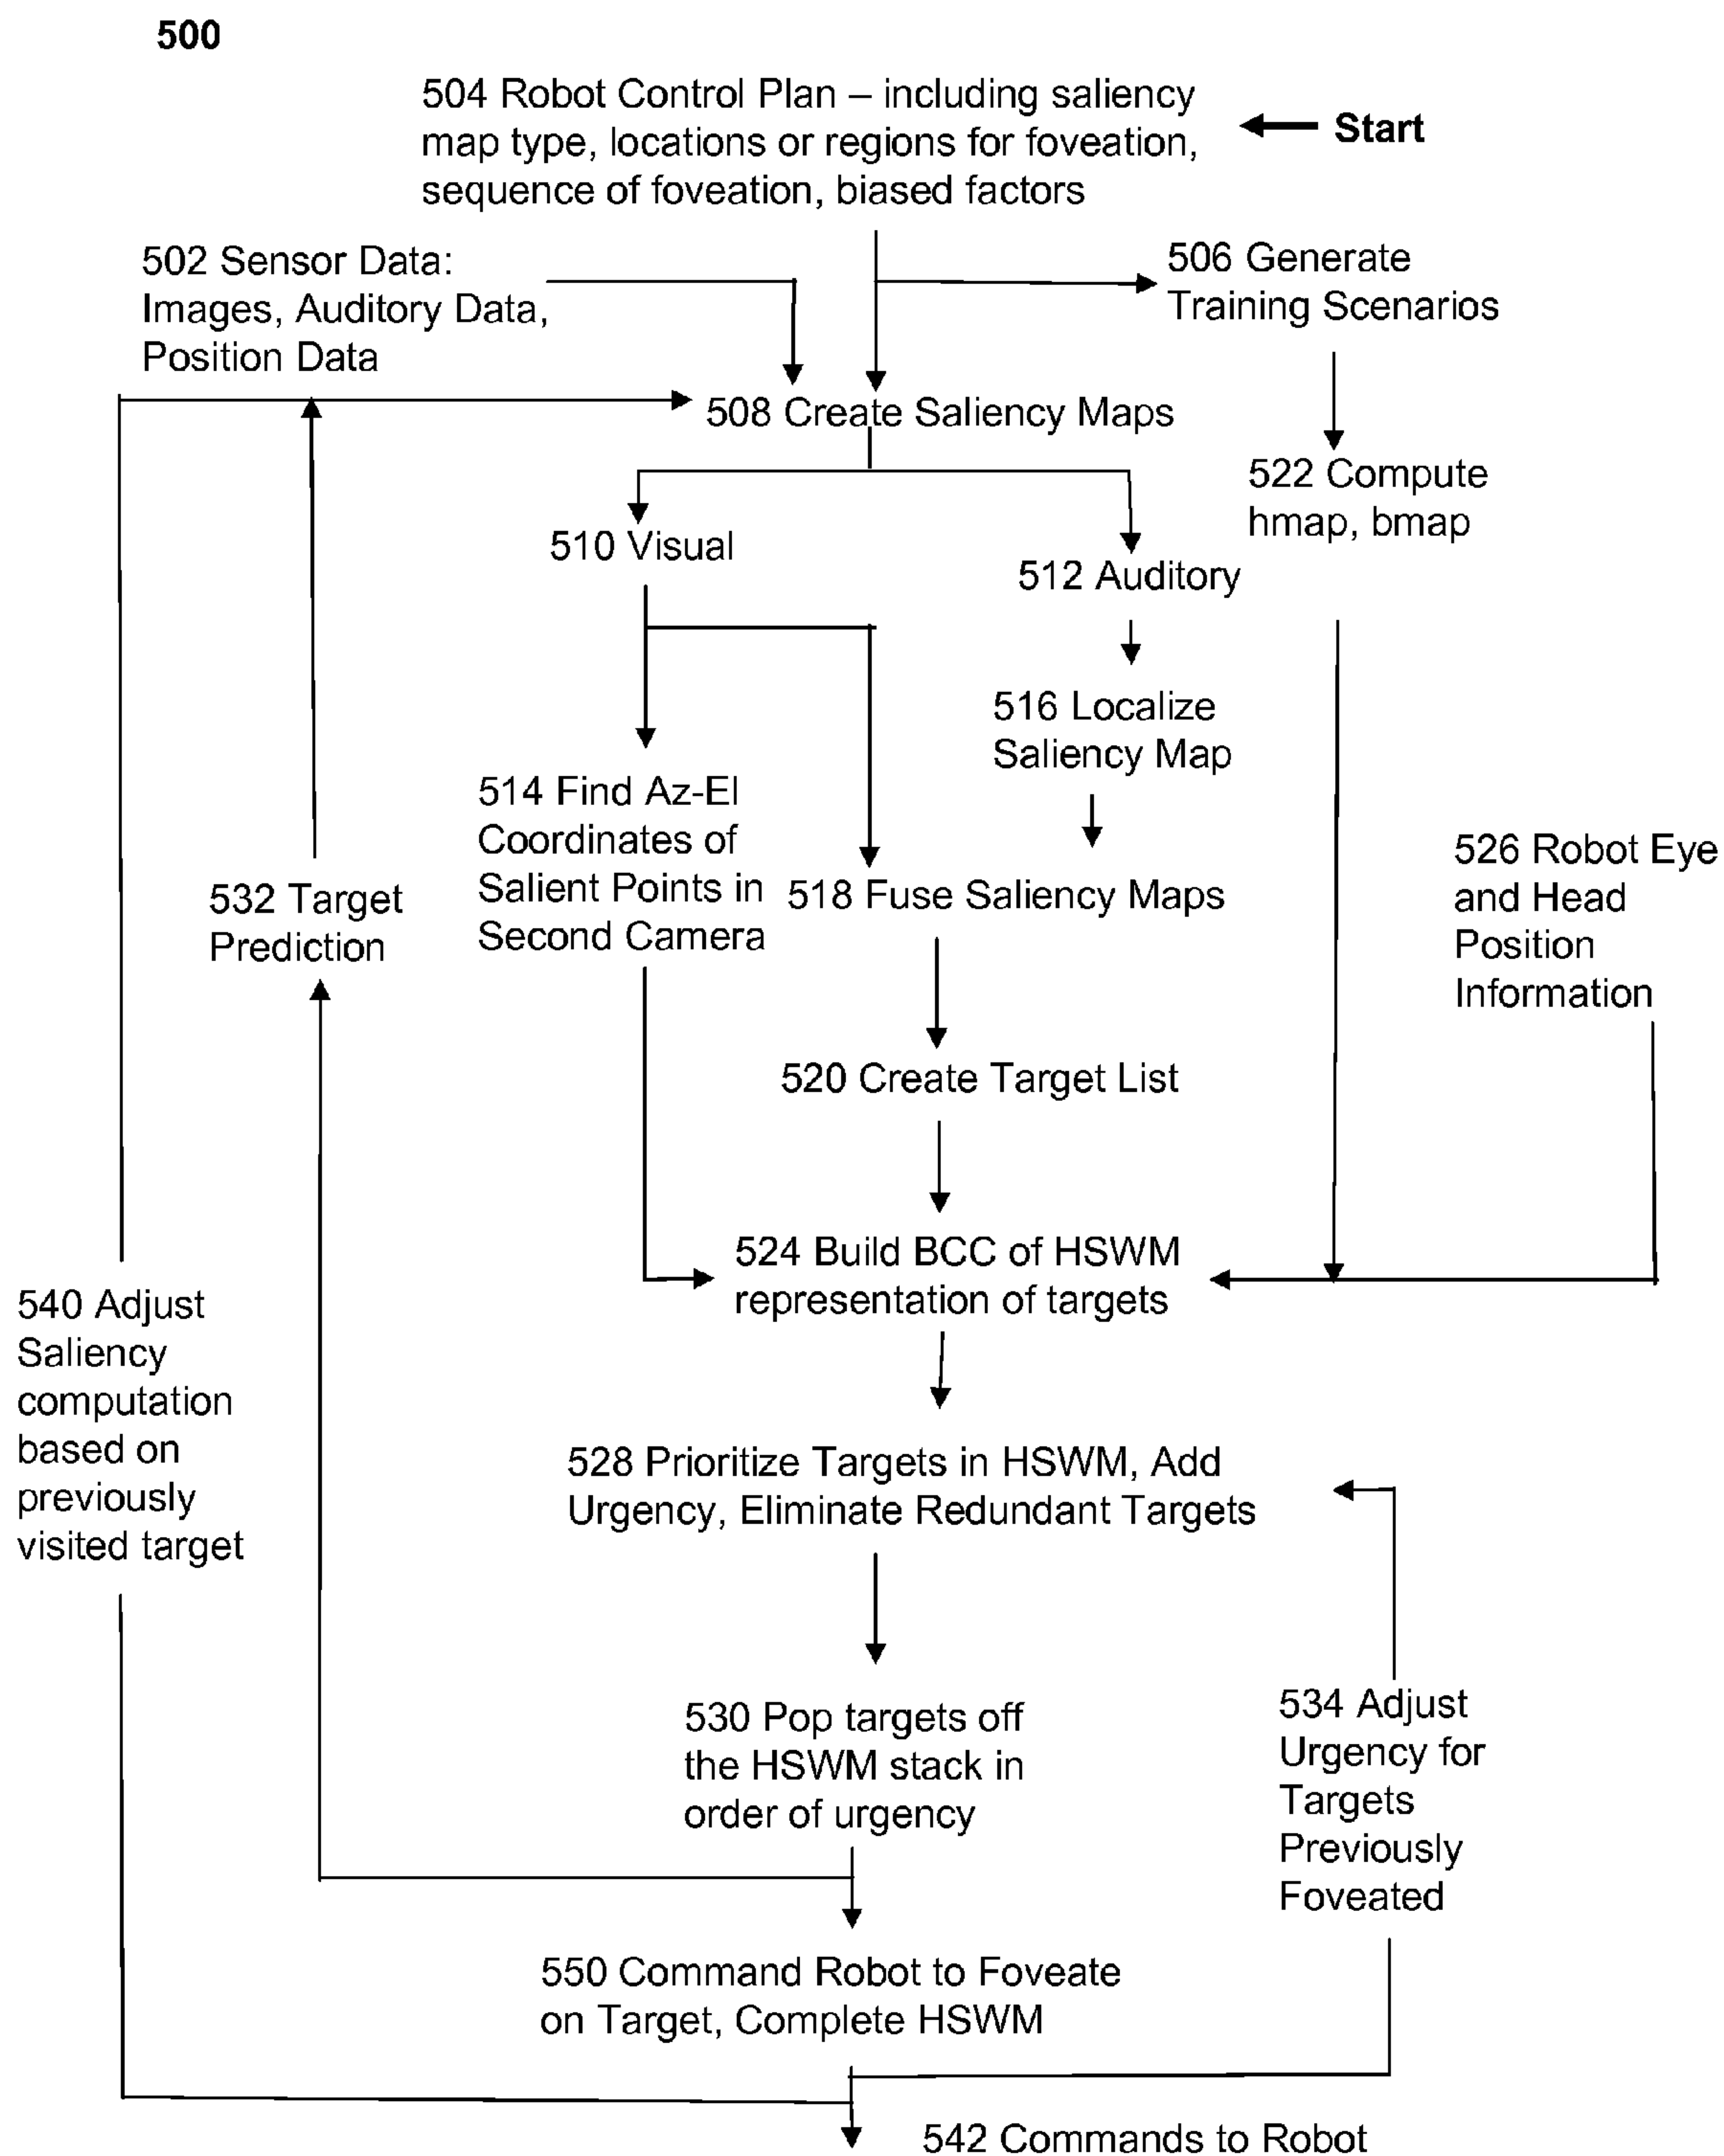 500
504 Robot Control Plan – including saliency
map type, locations or regions for foveation,
sequence of foveation, biased factors
Start
502 Sensor Data:
Images, Auditory Data,
Position Data
506 Generate
Training Scenarios
508 Create Saliency Maps
522 Compute
hmap, bmap
510 Visual
512 Auditory
516 Localize
Saliency Map
514 Find Az-El
Coordinates of
Salient Points in
Second Camera
518 Fuse Saliency Maps
526 Robot Eye
and Head
Position
Information
532 Target
Prediction
520 Create Target List
524 Build BCC of HSWM
representation of targets
540 Adjust
Saliency
computation
based on
previously
visited target
528 Prioritize Targets in HSWM, Add
Urgency, Eliminate Redundant Targets
530 Pop targets off
the HSWM stack in
order of urgency
534 Adjust
Urgency for
Targets
Previously
Foveated
550 Command Robot to Foveate
on Target, Complete HSWM
542 Commands to Robot